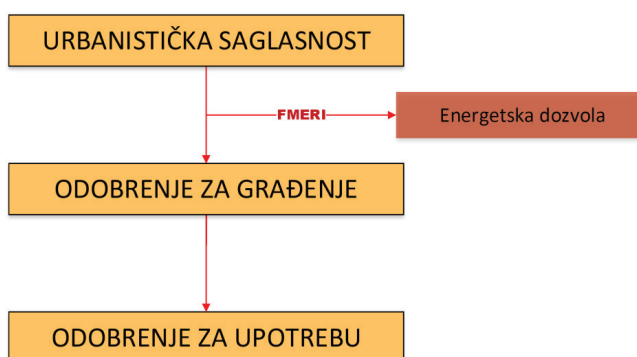 URBANISTIČKA SAGLASNOST
FMERI
Energetska dozvola
ODOBRENJE ZA GRAĐENJE
ODOBRENJE ZA UPOTREBU